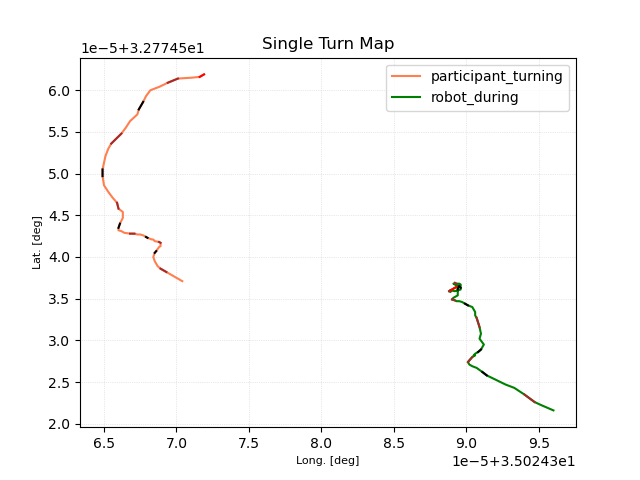 1e−5+3.27745e1
Single Turn Map
participant_turning
robot_during
6.0
5.5
5.0
4.5
4.0
3.5
3.0
2.5
2.0
Lat. [deg]
6.5 7.0 7.5 8.0 8.5 9.0 9.5
Long. [deg]
1e−5+3.50243e1